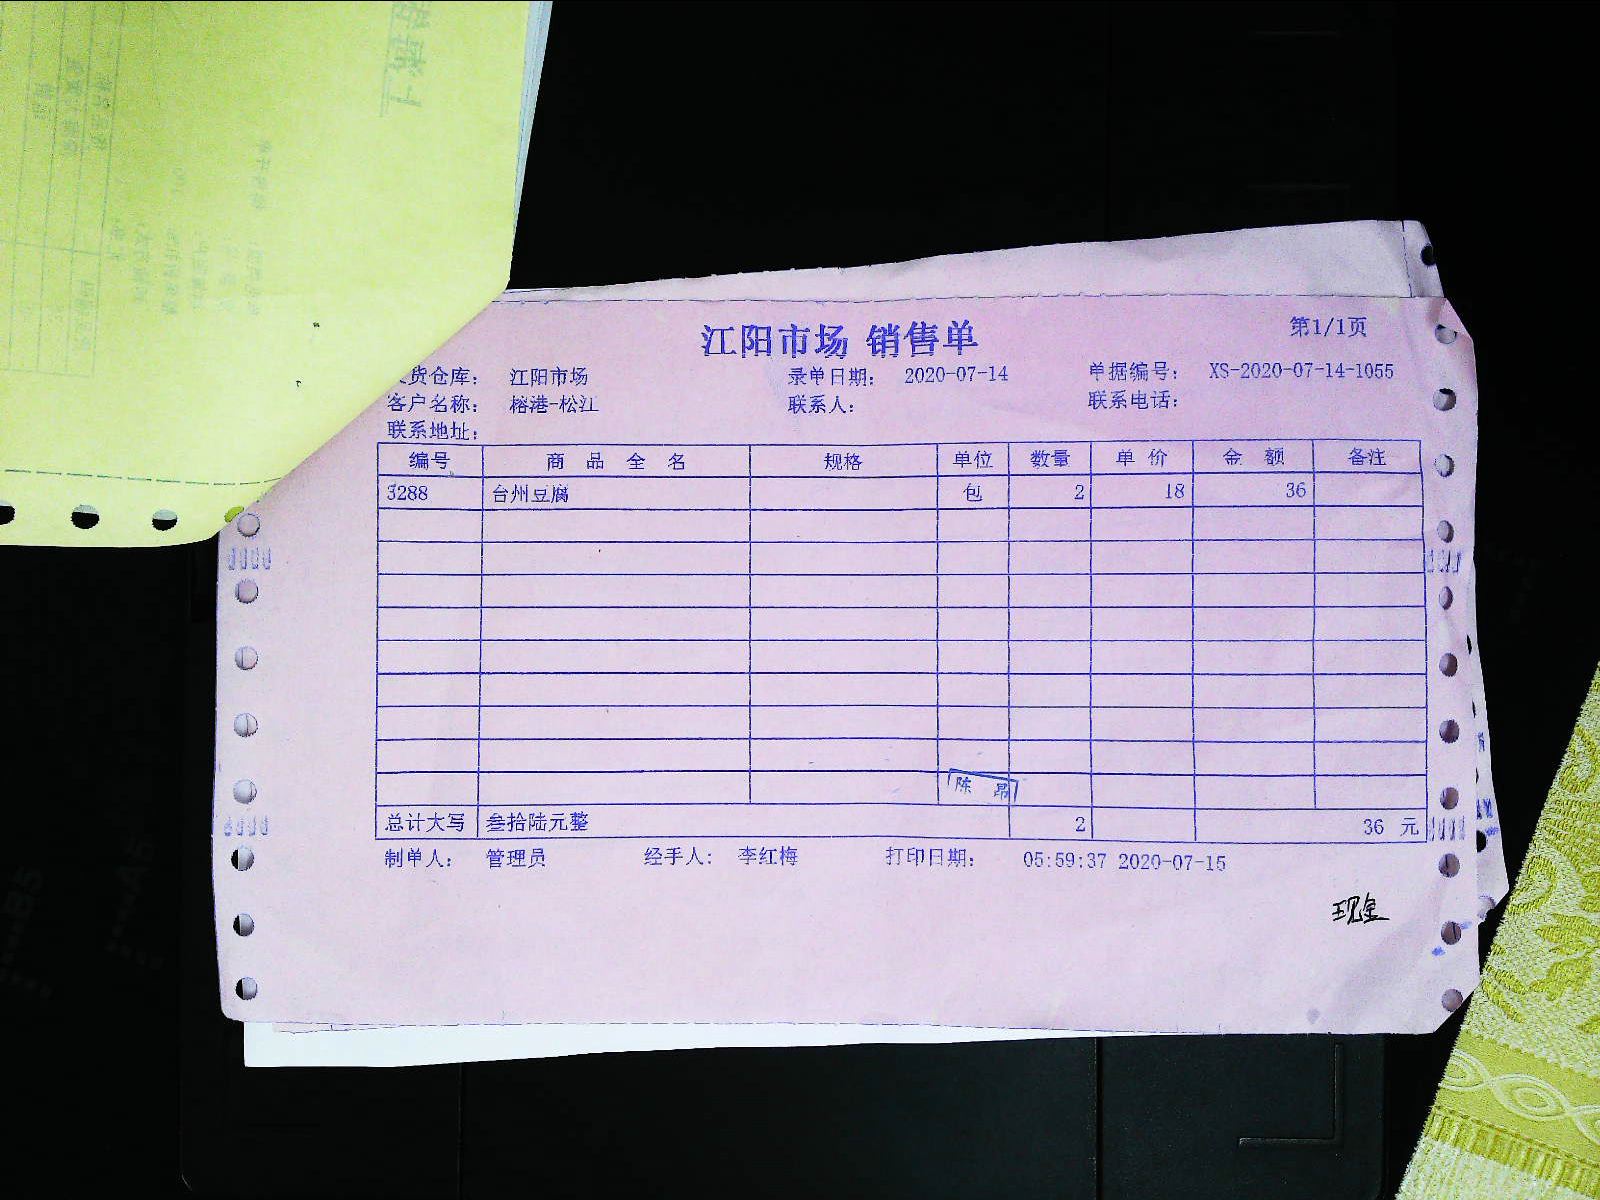 江阳市场 销售单
第1/1页
货仓库： 江阳市场 录单日期： 2020-07-14 单据编号： XS-2020-07-14-1055
客户名称： 榕港-松江 联系人： 联系电话：
联系地址：
编号 商品全名 规格 单位 数量 单价 金额 备注
3288 台州豆腐 包 2 18 36
陈昂
总计大写 叁拾陆元整 2 36 元
制单人： 管理员 经手人： 李红梅 打印日期： 05:59:37 2020-07-15
现金